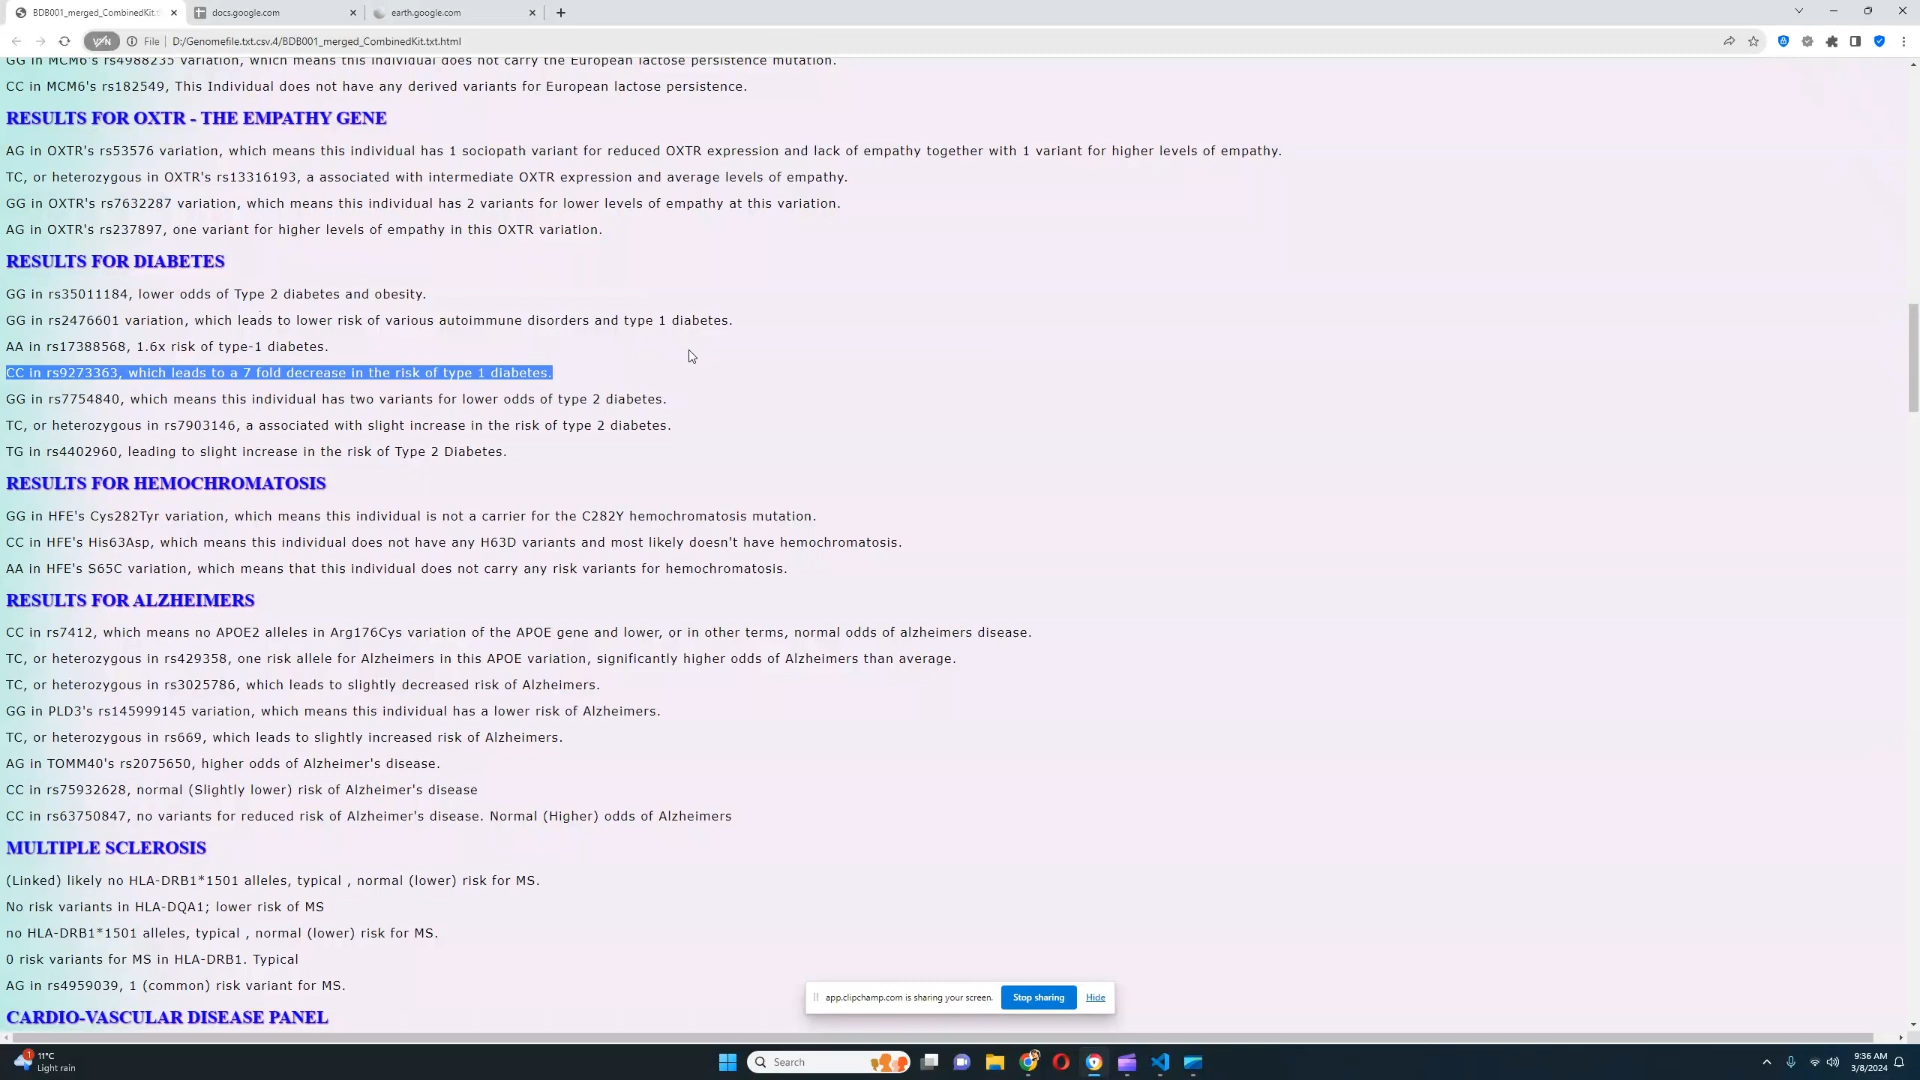 BDB001_merged_CombinedKit.t
docs.google.com
earth.google.com
File
D:/Genomefile.txt.csv.4/BDB001_merged_CombinedKit.txt.html
GG in MCM6's rs4988235 variation, which means this individual does not carry the European lactose persistence mutation.
CC in MCM6's rs182549, This Individual does not have any derived variants for European lactose persistence.
RESULTS FOR OXTR - THE EMPATHY GENE
AG in OXTR's rs53576 variation, which means this individual has 1 sociopath variant for reduced OXTR expression and lack of empathy together with 1 variant for higher levels of empathy.
TC, or heterozygous in OXTR's rs13316193, a associated with intermediate OXTR expression and average levels of empathy.
GG in OXTR's rs7632287 variation, which means this individual has 2 variants for lower levels of empathy at this variation.
AG in OXTR's rs237897, one variant for higher levels of empathy in this OXTR variation.
RESULTS FOR DIABETES
GG in rs35011184, lower odds of Type 2 diabetes and obesity.
GG in rs2476601 variation, which leads to lower risk of various autoimmune disorders and type 1 diabetes.
AA in rs17388568, 1.6x risk of type-1 diabetes.
CC in rs9273363, which leads to a 7 fold decrease in the risk of type 1 diabetes.
GG in rs7754840, which means this individual has two variants for lower odds of type 2 diabetes.
TC, or heterozygous in rs7903146, a associated with slight increase in the risk of type 2 diabetes.
TG in rs4402960, leading to slight increase in the risk of Type 2 Diabetes.
RESULTS FOR HEMOCHROMATOSIS
GG in HFE's Cys282Tyr variation, which means this individual is not a carrier for the C282Y hemochromatosis mutation.
CC in HFE's His63Asp, which means this individual does not have any H63D variants and most likely doesn't have hemochromatosis.
AA in HFE's S65C variation, which means that this individual does not carry any risk variants for hemochromatosis.
RESULTS FOR ALZHEIMERS
CC in rs7412, which means no APOE2 alleles in Arg176Cys variation of the APOE gene and lower, or in other terms, normal odds of alzheimers disease.
TC, or heterozygous in rs429358, one risk allele for Alzheimers in this APOE variation, significantly higher odds of Alzheimers than average.
TC, or heterozygous in rs3025786, which leads to slightly decreased risk of Alzheimers.
GG in PLD3's rs145999145 variation, which means this individual has a lower risk of Alzheimers.
TC, or heterozygous in rs669, which leads to slightly increased risk of Alzheimers.
AG in TOMM40's rs2075650, higher odds of Alzheimer's disease.
CC in rs75932628, normal (Slightly lower) risk of Alzheimer's disease
CC in rs63750847, no variants for reduced risk of Alzheimer's disease. Normal (Higher) odds of Alzheimers
MULTIPLE SCLEROSIS
(Linked) likely no HLA-DRB1*1501 alleles, typical , normal (lower) risk for MS.
No risk variants in HLA-DQA1; lower risk of MS
no HLA-DRB1*1501 alleles, typical , normal (lower) risk for MS.
0 risk variants for MS in HLA-DRB1. Typical
AG in rs4959039, 1 (common) risk variant for MS.
CARDIO-VASCULAR DISEASE PANEL
app.clipchamp.com is sharing your screen.
Stop sharing
Hide
1
11°C
Light rain
Search
9:36 AM
3/8/2024